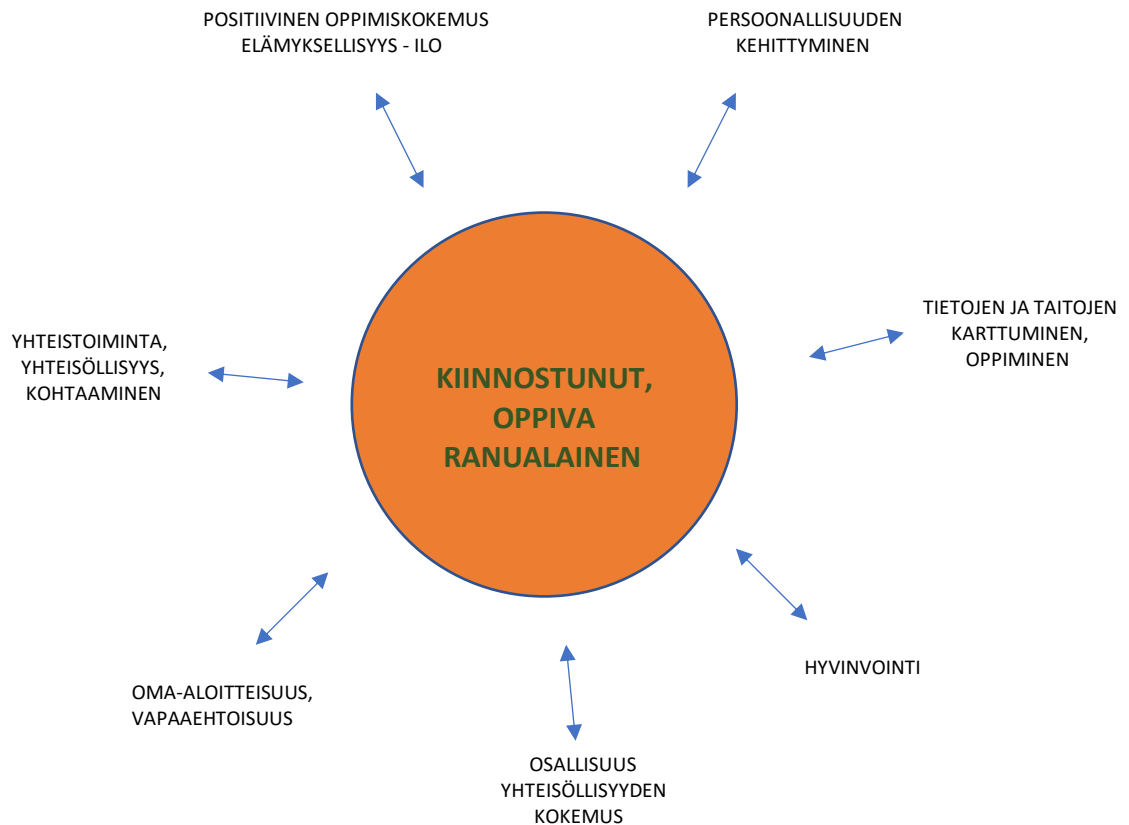 POSITIIVINEN OPPIMISKOKEMUS
ELÄMYKSELLISYYS - ILO
PERSOONALLISUUDEN
KEHITTYMINEN
TIETOJEN JA TAITOJEN
KARTTUMINEN,
OPPIMINEN
YHTEISTOIMINTA,
YHTEISÖLLISYYS,
KOHTAAMINEN
KIINNOSTUNUT,
OPPIVA
RANUALAINEN
HYVINVOINTI
OMA-ALOITTEISUUS,
VAPAAEHTOISUUS
OSALLISUUS
YHTEISÖLLISYYDEN
KOKEMUS